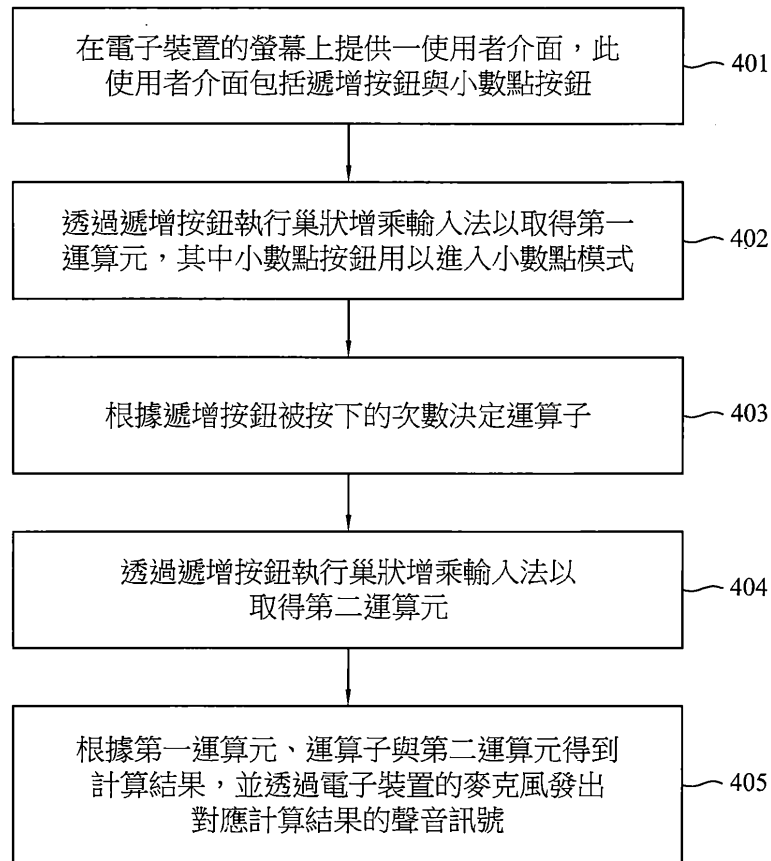 在電子裝置的螢幕上提供一使用者介面，此
使用者介面包括遞增按鈕與小數點按鈕
401
透過遞增按鈕執行巢狀增乘輸入法以取得第一
運算元，其中小數點按鈕用以進入小數點模式
402
根據遞增按鈕被按下的次數決定運算子
403
透過遞增按鈕執行巢狀增乘輸入法以
取得第二運算元
404
根據第一運算元、運算子與第二運算元得到
計算結果，並透過電子裝置的麥克風發出
對應計算結果的聲音訊號
405